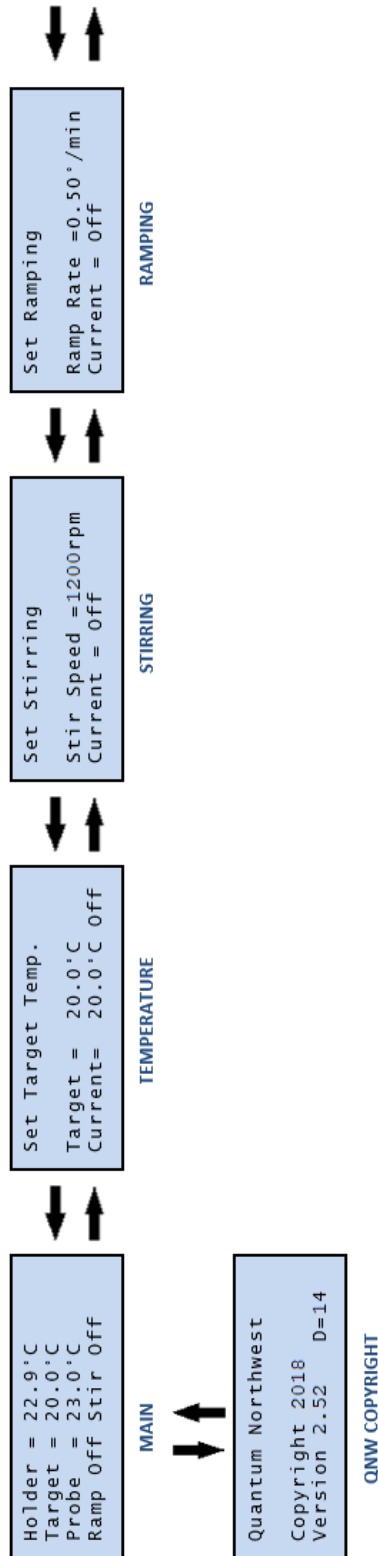 Holder = 22.9°C
Target = 20.0°C
Probe = 23.0°C
Ramp Off Stir Off
MAIN
Set Target Temp.
Target = 20.0°C
Current= 20.0°C Off
TEMPERATURE
Set Stirring
Stir Speed =1200rpm
Current = Off
STIRRING
Set Ramping
Ramp Rate =0.50°/min
Current = Off
RAMPING
Quantum Northwest
Copyright 2018
Version 2.52 D=14
QNW COPYRIGHT